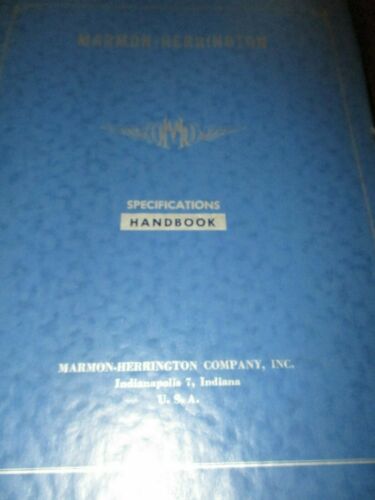 MARMON-HERRINGTON
SPECIFICATIONS
HANDBOOK
MARMON-HERRINGTON COMPANY, INC.
Indianapolis 7, Indiana
U. S. A.